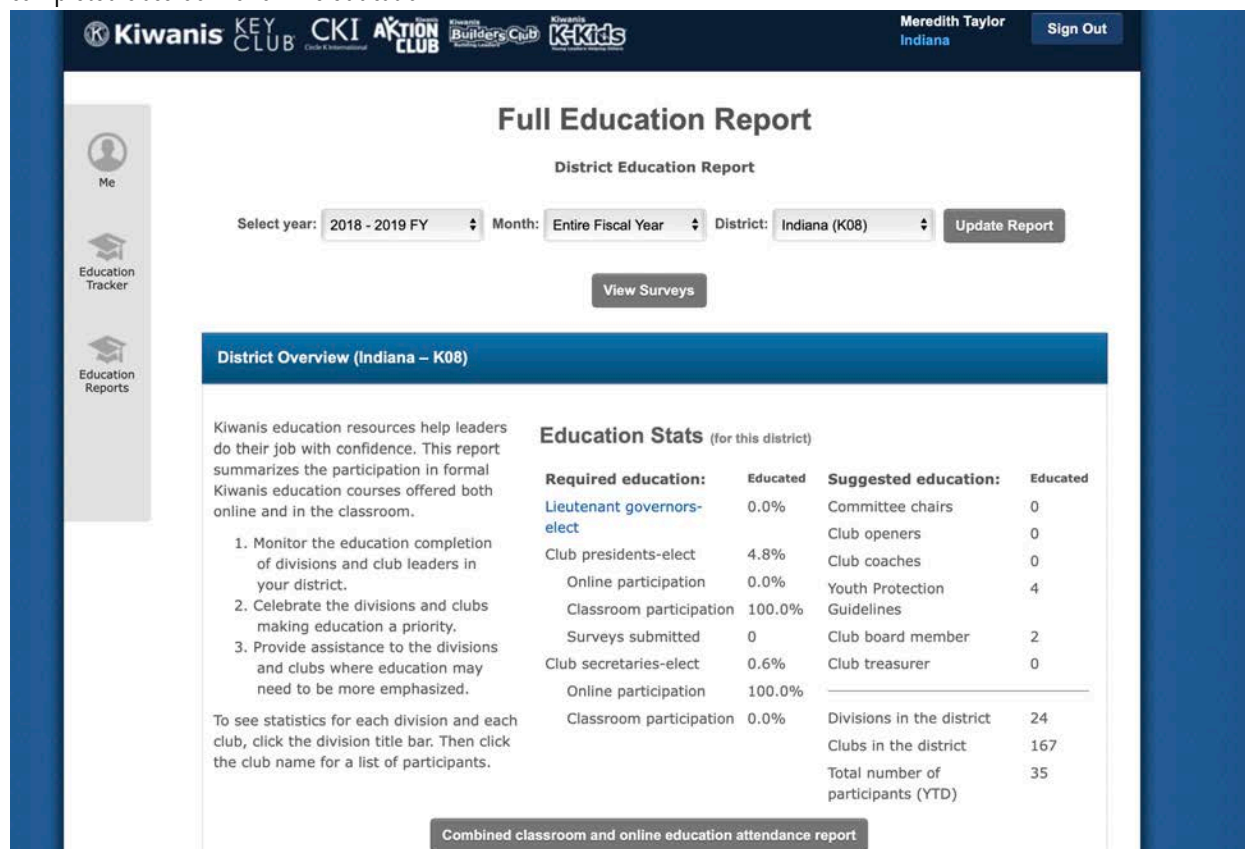 Kiwanis KEY CLUB CKI Circle K International Kiwanis AKTION CLUB Kiwanis Builders Club Kiwanis K-Kids
Meredith Taylor
Indiana
Sign Out
Me
Education
Tracker
Education
Reports
Full Education Report
District Education Report
Select year: 2018 - 2019 FY Month: Entire Fiscal Year District: Indiana (K08) Update Report
View Surveys
District Overview (Indiana – K08)
Kiwanis education resources help leaders
do their job with confidence. This report
summarizes the participation in formal
Kiwanis education courses offered both
online and in the classroom.
1. Monitor the education completion
of divisions and club leaders in
your district.
2. Celebrate the divisions and clubs
making education a priority.
3. Provide assistance to the divisions
and clubs where education may
need to be more emphasized.
To see statistics for each division and each
club, click the division title bar. Then click
the club name for a list of participants.
Education Stats (for this district)
Required education: Educated
Lieutenant governors- 0.0%
elect
Club presidents-elect 4.8%
Online participation 0.0%
Classroom participation 100.0%
Surveys submitted 0
Club secretaries-elect 0.6%
Online participation 100.0%
Classroom participation 0.0%
Suggested education: Educated
Committee chairs 0
Club openers 0
Club coaches 0
Youth Protection 4
Guidelines
Club board member 2
Club treasurer 0
Divisions in the district 24
Clubs in the district 167
Total number of 35
participants (YTD)
Combined classroom and online education attendance report